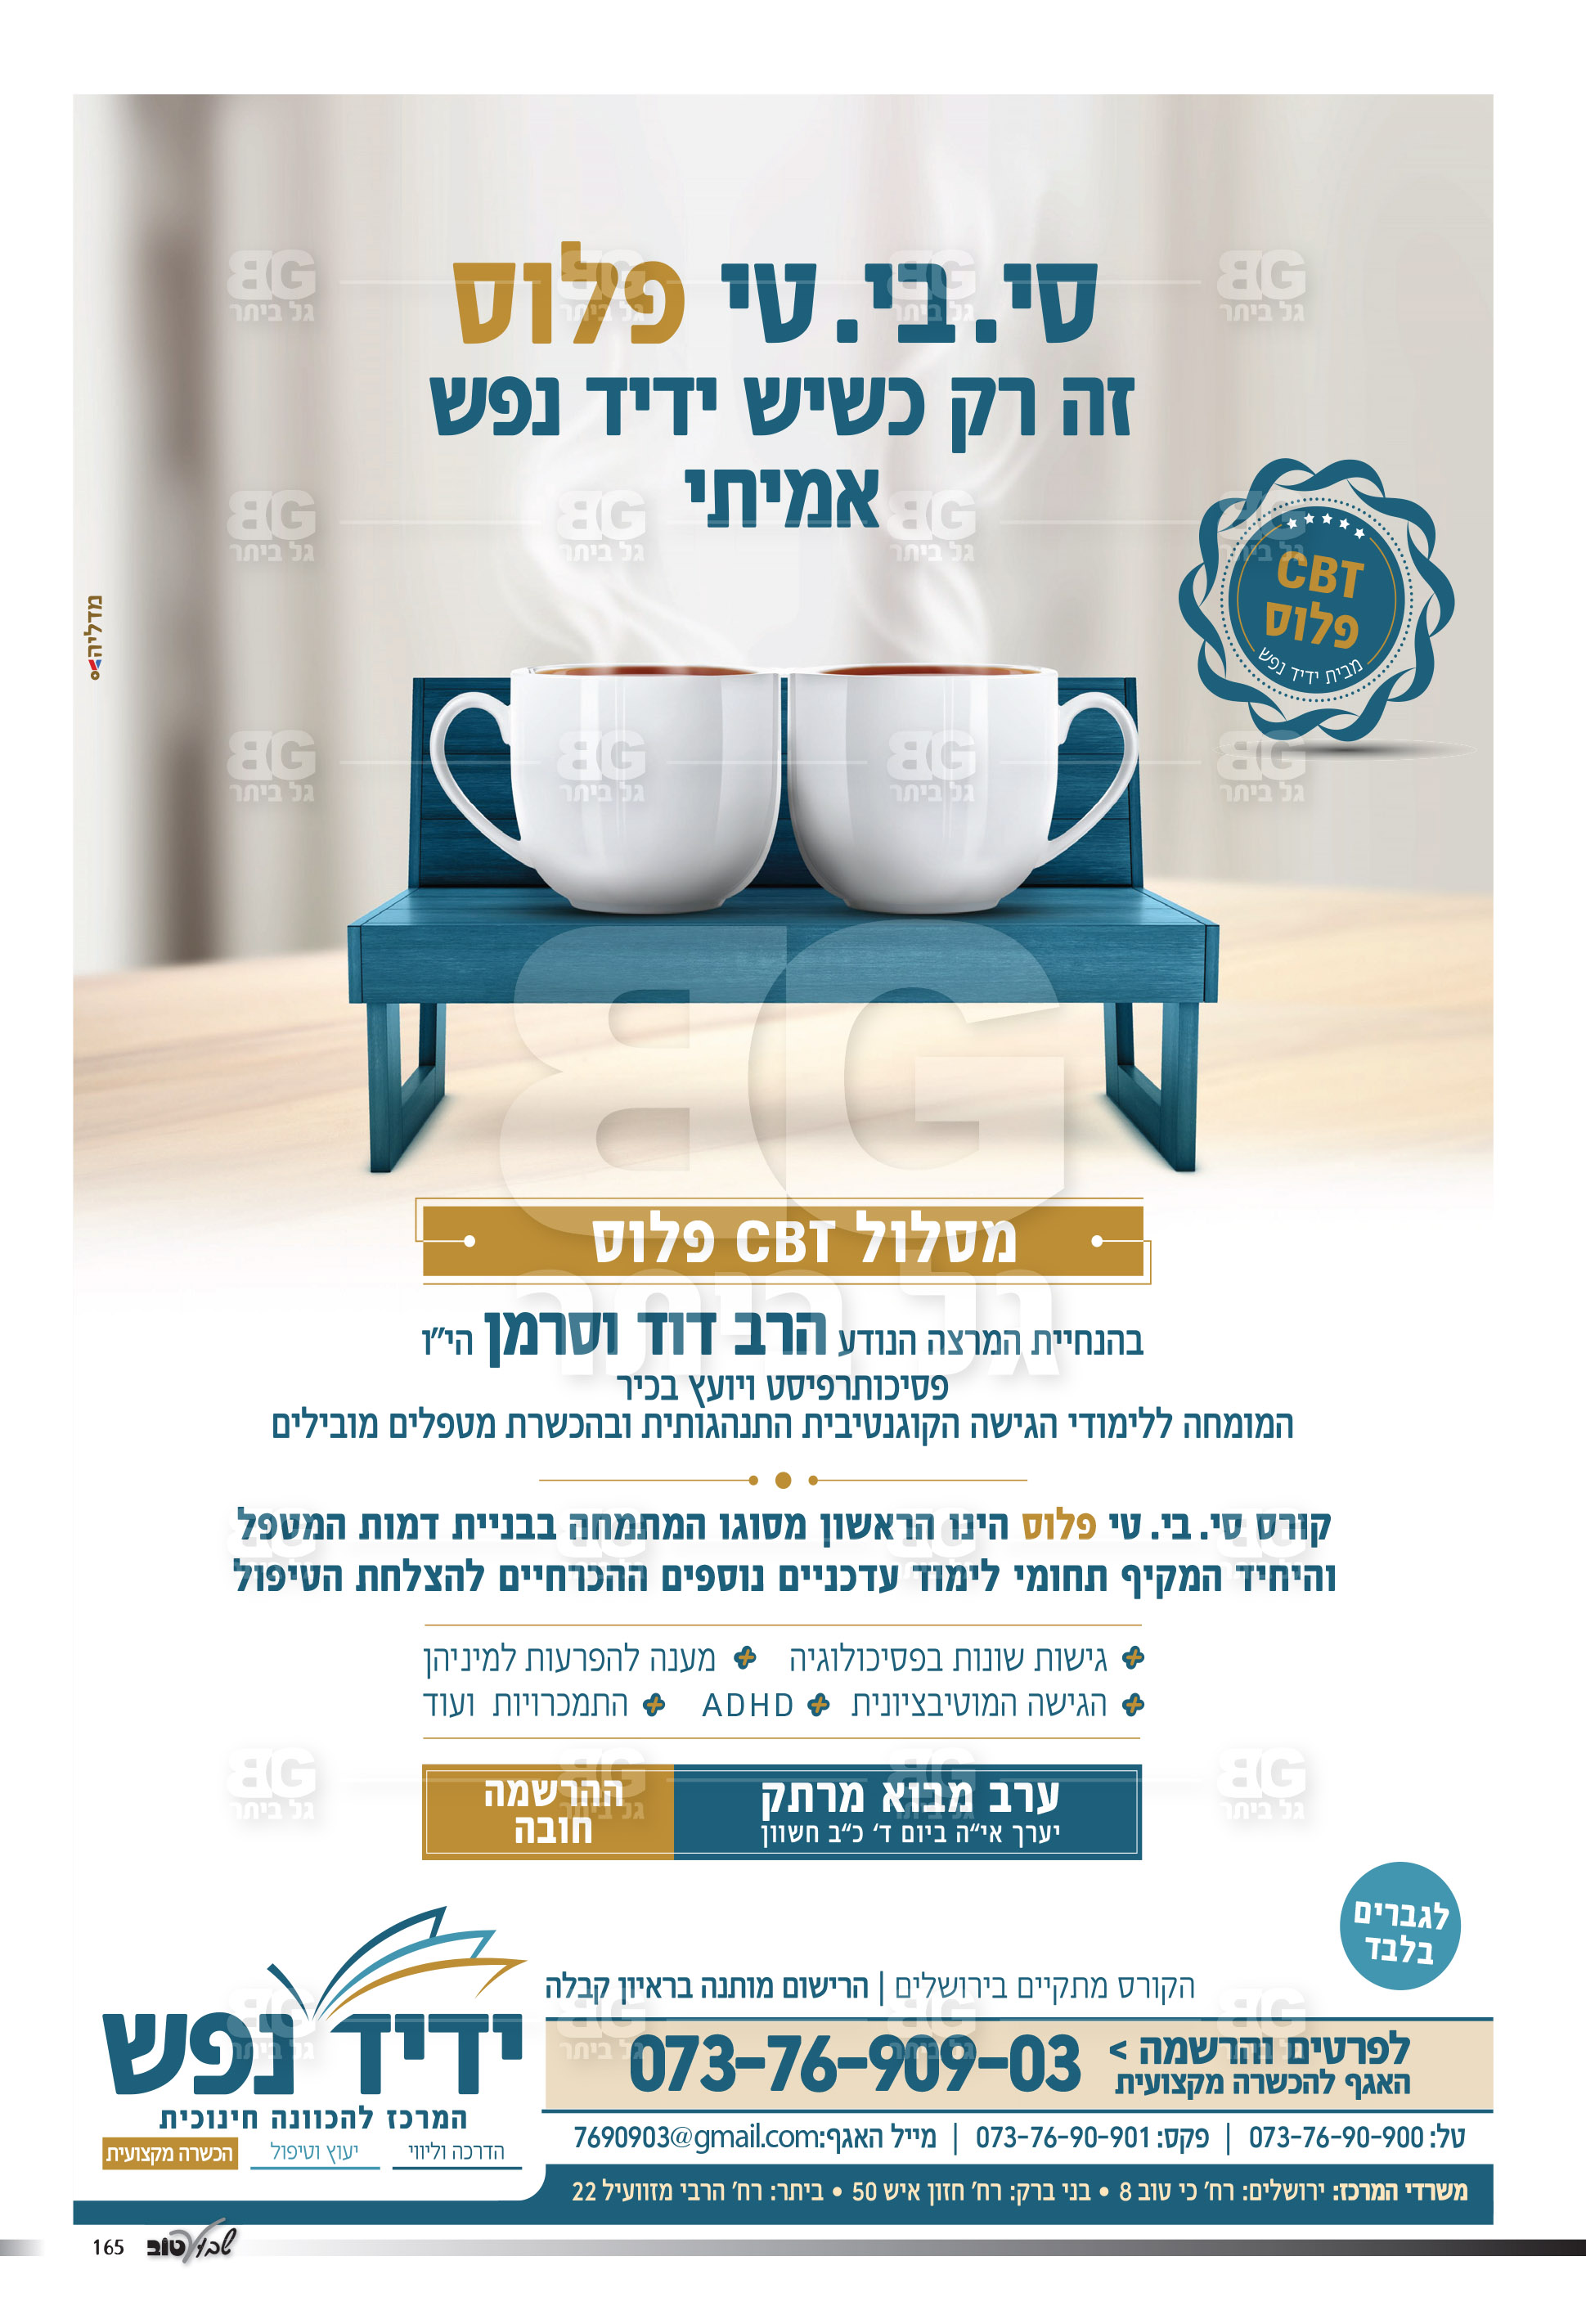 סי.בי.טי פלוס
זה רק כשיש ידיד נפש
אמיתי
CBT
פלוס
מבית ידיד נפש
מדליה
מסלול CBT פלוס
בהנחיית המרצה הנודע הרב דוד וסרמן הי"ו
פסיכותרפיסט ויועץ בכיר
המומחה ללימודי הגישה הקוגנטיבית התנהגותית ובהכשרת מטפלים מובילים
קורס סי.בי.טי פלוס הינו הראשון מסוגו המתמחה בבניית דמות המטפל
והיחיד המקיף תחומי לימוד עדכניים נוספים ההכרחיים להצלחת הטיפול
גישות שונות בפסיכולוגיה מענה להפרעות למיניהן
הגישה המוטיבציונית ADHD התמכרויות ועוד
ערב מבוא מרתק
יערך אי"ה ביום ד' כ"ב חשוון
ההרשמה
חובה
לגברים
בלבד
הקורס מתקיים בירושלים | הרישום מותנה בראיון קבלה
לפרטים והרשמה > 073-76-909-03
האגף להכשרה מקצועית
טל: 073-76-90-900 | פקס: 073-76-90-901 | מייל האגף: 7690903@gmail.com
משרדי המרכז: ירושלים: רח' כי טוב 8 • בני ברק: רח' חזון איש 50 • ביתר: רח' הרבי מזוועיל 22
ידיד נפש
המרכז להכוונה חינוכית
הדרכה וליווי יעוץ וטיפול הכשרה מקצועית
שבוע טוב 165
BG
גל ביתר